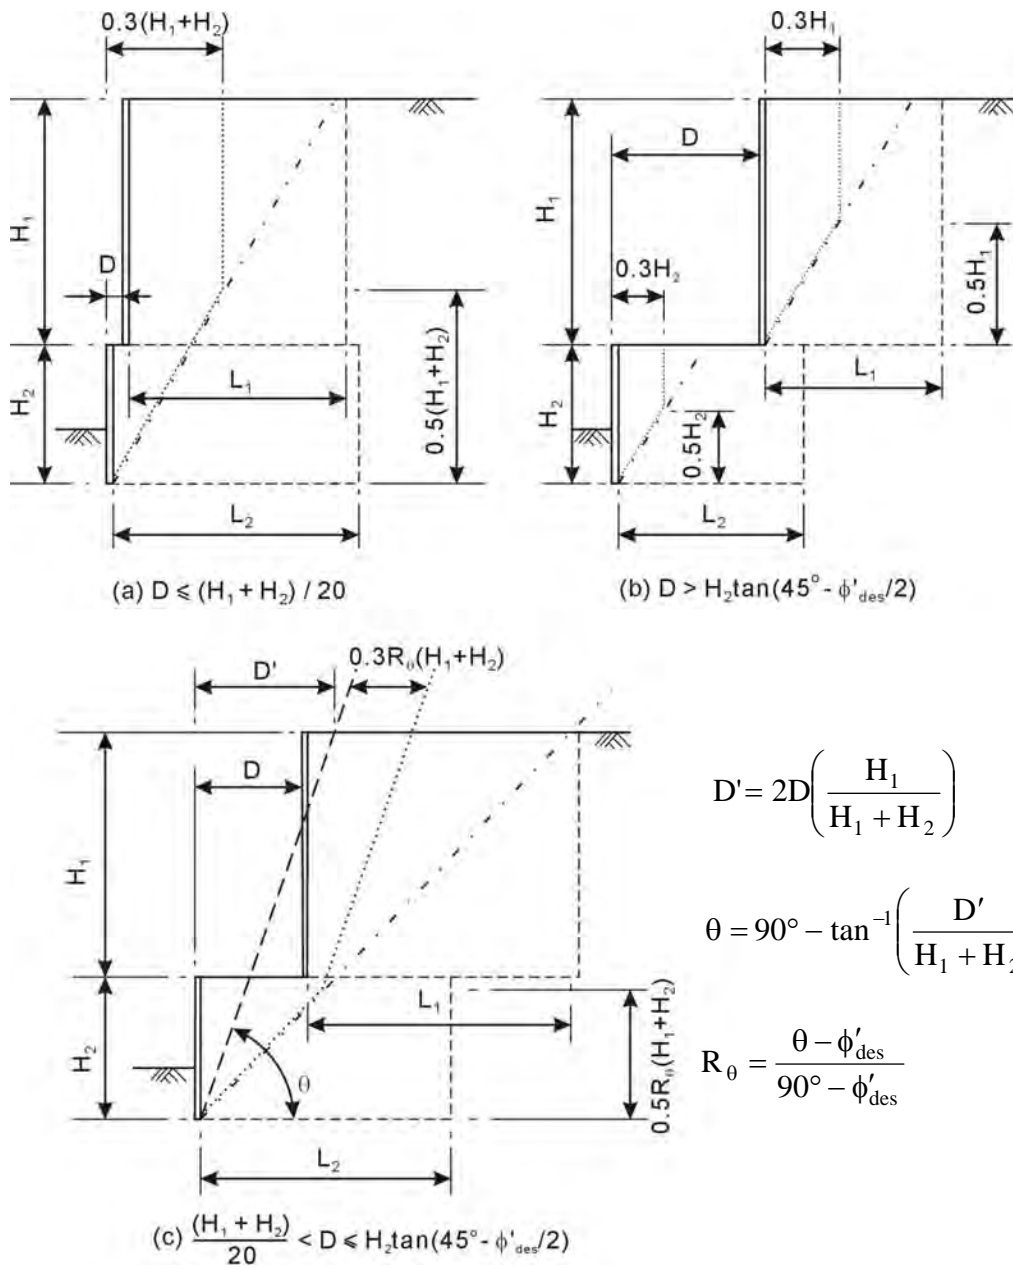 0.3(H₁+H₂)
H₁
D
H₂
L₁
L₂
0.5(H₁+H₂)
(a) D ⩽ (H₁ + H₂) / 20
0.3H₁
D
H₁
0.3H₂
0.5H₁
H₂
0.5H₂
L₁
L₂
(b) D > H₂tan(45° - ϕ'des/2)
D'
0.3Rθ(H₁+H₂)
D
H₁
H₂
θ
L₁
L₂
0.5Rθ(H₁+H₂)
(c) (H₁ + H₂)/20 < D ⩽ H₂tan(45° - ϕ'des/2)
D' = 2D(H₁/(H₁ + H₂))
θ = 90° − tan⁻¹(D′/(H₁ + H₂
Rθ = (θ − ϕ′des)/(90° − ϕ′des)